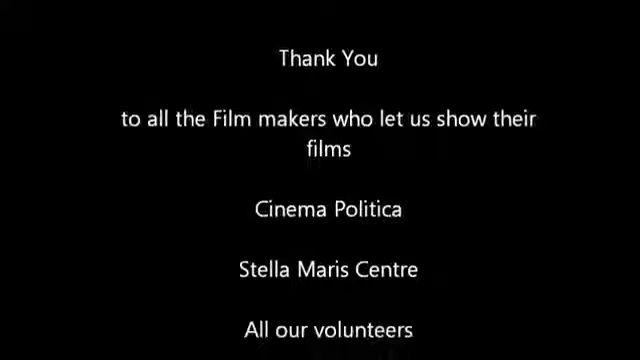 Thank You
to all the Film makers who let us show their
films
Cinema Politica
Stella Maris Centre
All our volunteers